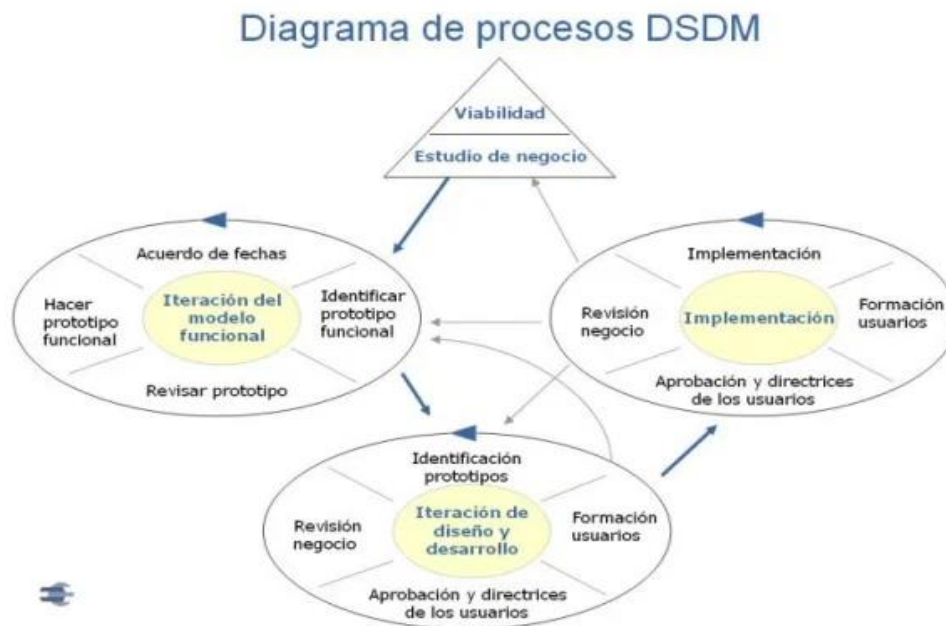 Diagrama de procesos DSDM
Viabilidad
Estudio de negocio
Acuerdo de fechas
Hacer
prototipo
funcional
Iteración del
modelo
funcional
Identificar
prototipo
funcional
Revisar prototipo
Implementación
Revisión
negocio
Implementación
Formación
usuarios
Aprobación y directrices
de los usuarios
Identificación
prototipos
Revisión
negocio
Iteración de
diseño y
desarrollo
Formación
usuarios
Aprobación y directrices
de los usuarios